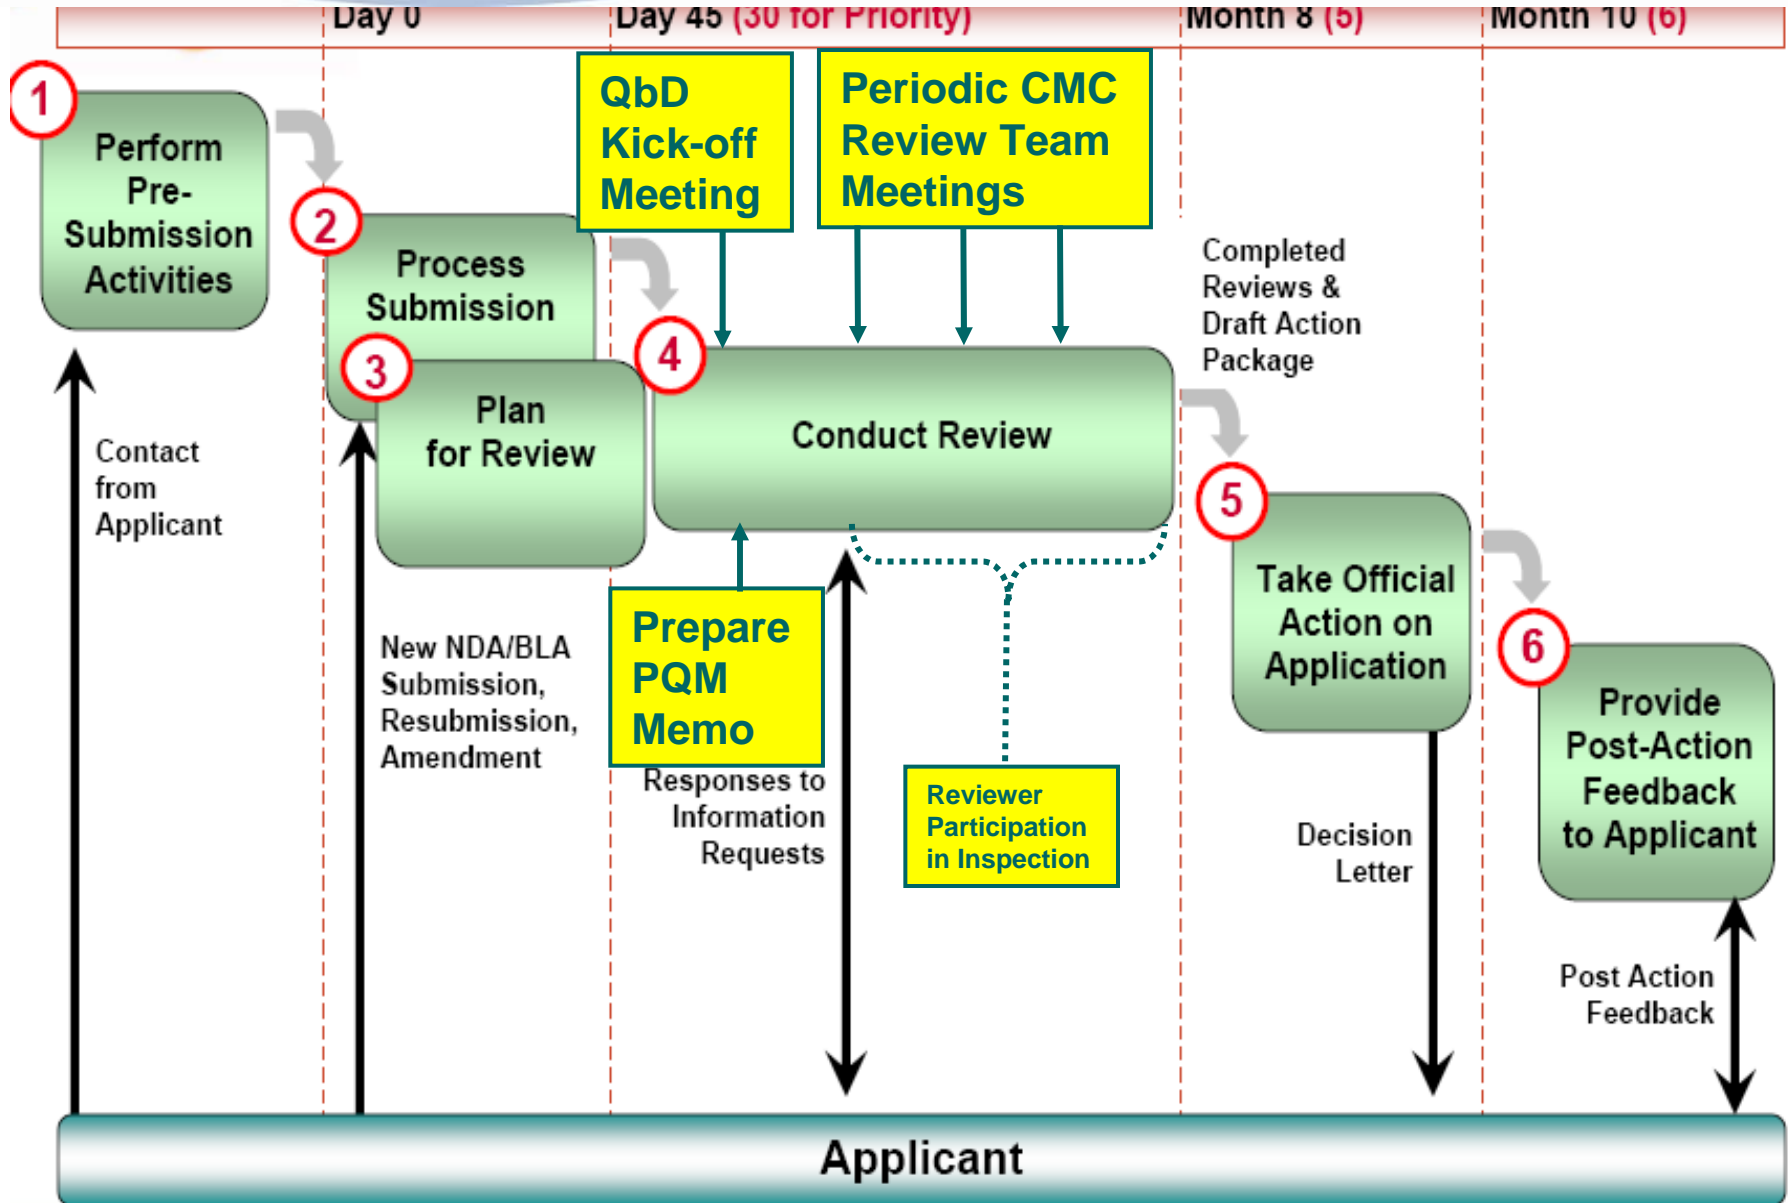 Day 0
Day 45 (30 for Priority)
Month 8 (5)
Month 10 (6)
1
Perform
Pre-
Submission
Activities
2
Process
Submission
3
Plan
for Review
QbD
Kick-off
Meeting
Periodic CMC
Review Team
Meetings
4
Conduct Review
Completed
Reviews &
Draft Action
Package
5
Take Official
Action on
Application
6
Provide
Post-Action
Feedback
to Applicant
Contact
from
Applicant
New NDA/BLA
Submission,
Resubmission,
Amendment
Prepare
PQM
Memo
Responses to
Information
Requests
Reviewer
Participation
in Inspection
Decision
Letter
Post Action
Feedback
Applicant